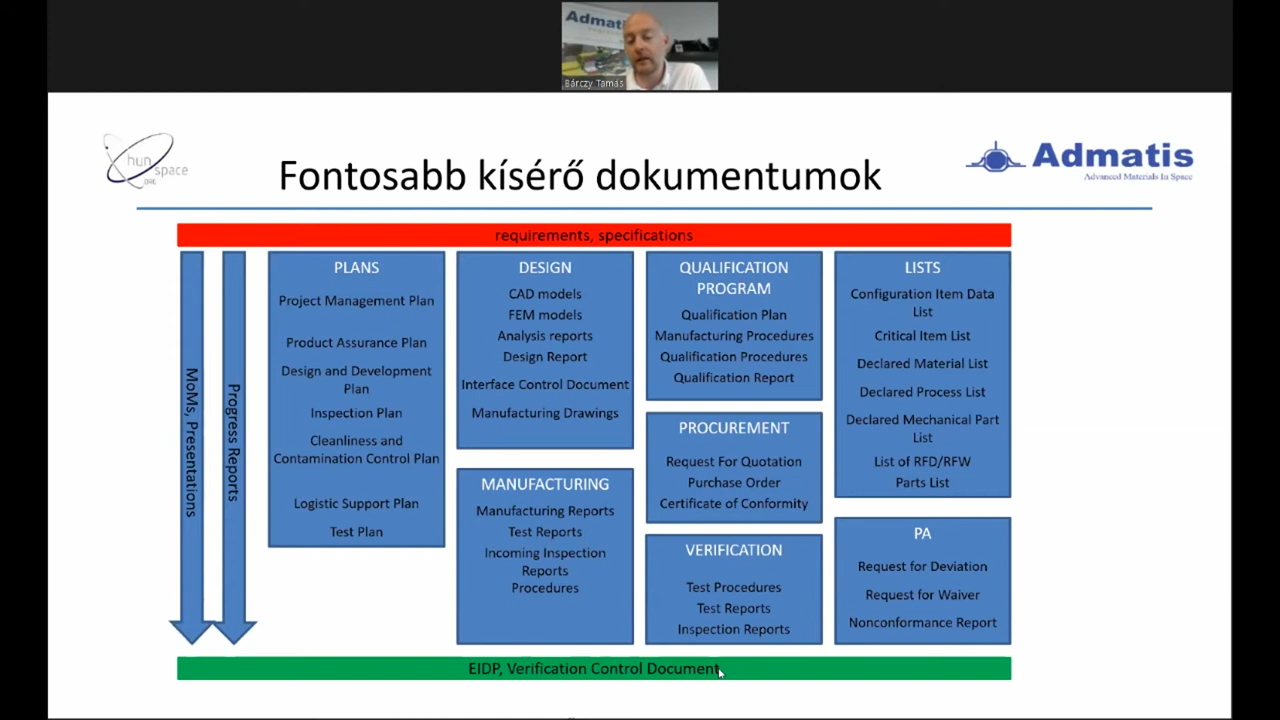 Admatis
Bárczy Tamás
hun
space
.ORG
Fontosabb kísérő dokumentumok
Admatis
Advanced Materials In Space
requirements, specifications
MoMs, Presentations
Progress Reports
PLANS
Project Management Plan
Product Assurance Plan
Design and Development
Plan
Inspection Plan
Cleanliness and
Contamination Control Plan
Logistic Support Plan
Test Plan
DESIGN
CAD models
FEM models
Analysis reports
Design Report
Interface Control Document
Manufacturing Drawings
MANUFACTURING
Manufacturing Reports
Test Reports
Incoming Inspection
Reports
Procedures
QUALIFICATION
PROGRAM
Qualification Plan
Manufacturing Procedures
Qualification Procedures
Qualification Report
PROCUREMENT
Request For Quotation
Purchase Order
Certificate of Conformity
VERIFICATION
Test Procedures
Test Reports
Inspection Reports
LISTS
Configuration Item Data
List
Critical Item List
Declared Material List
Declared Process List
Declared Mechanical Part
List
List of RFD/RFW
Parts List
PA
Request for Deviation
Request for Waiver
Nonconformance Report
EIDP, Verification Control Document